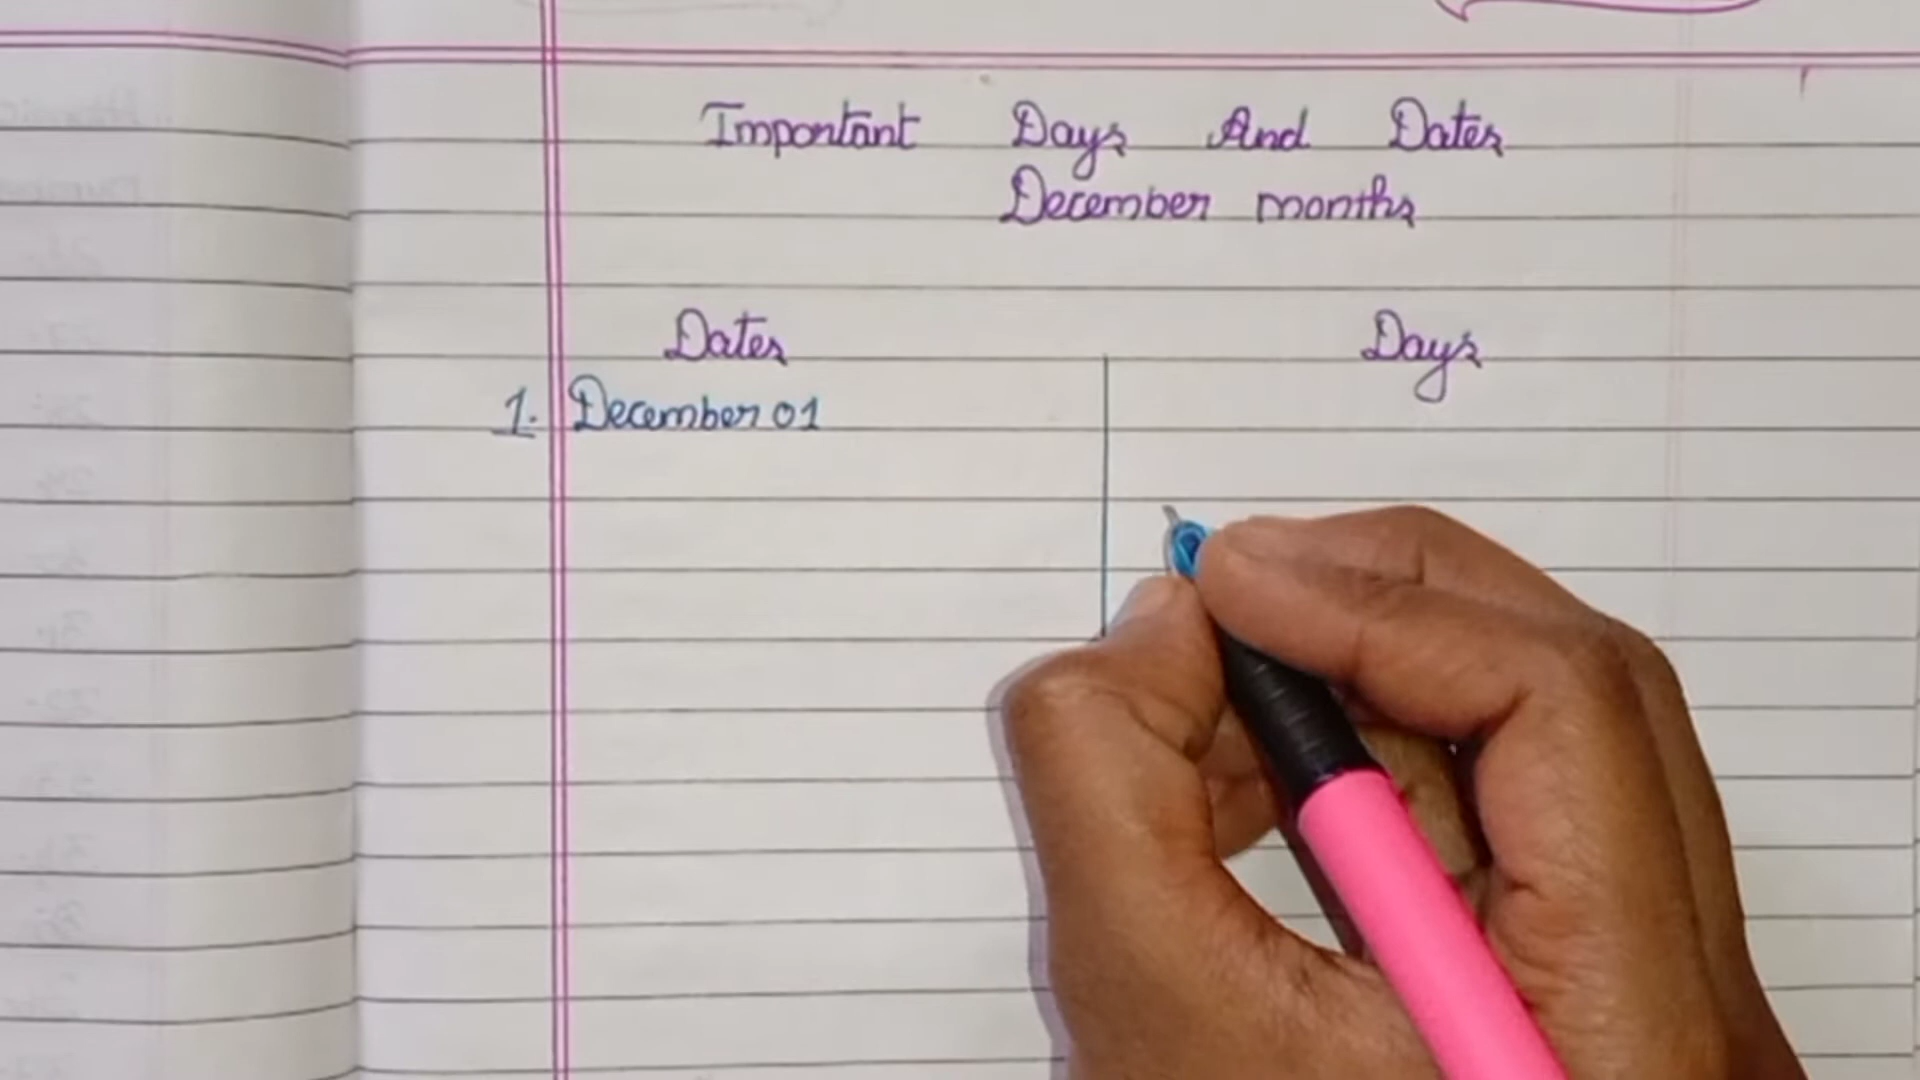 Important Days And Dates
December months
Dates Days
1. December 01